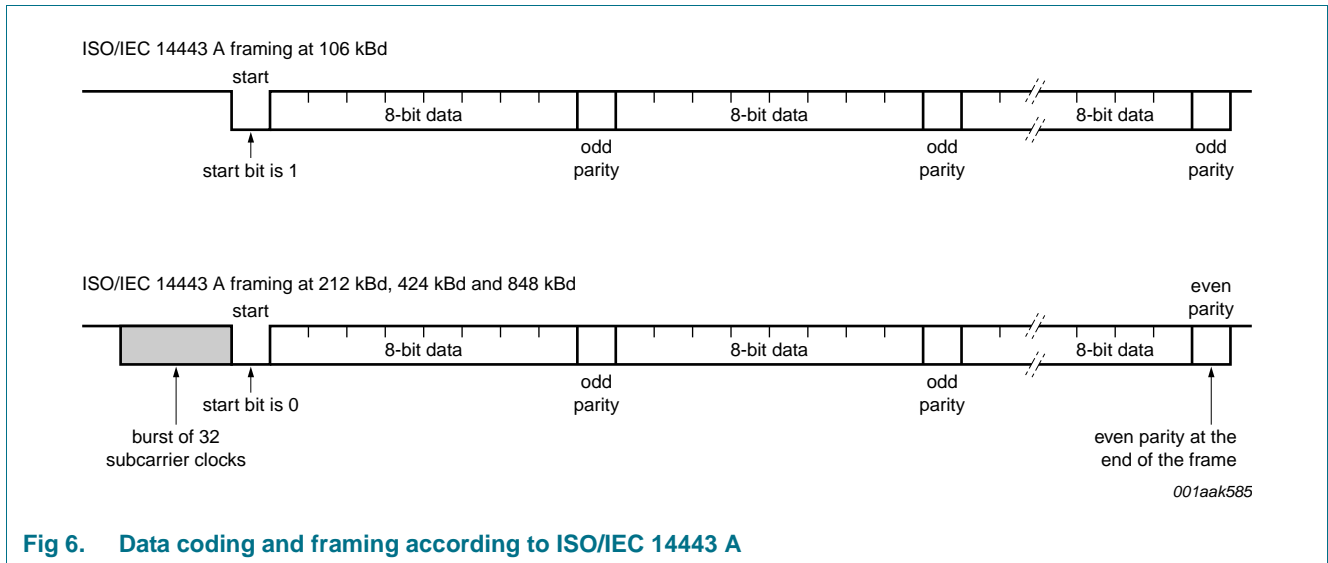 ISO/IEC 14443 A framing at 106 kBd
start
8-bit data
8-bit data
8-bit data
start bit is 1
odd
parity
odd
parity
odd
parity
ISO/IEC 14443 A framing at 212 kBd, 424 kBd and 848 kBd
start
even
parity
8-bit data
8-bit data
8-bit data
start bit is 0
odd
parity
odd
parity
burst of 32
subcarrier clocks
even parity at the
end of the frame
001aak585
Fig 6. Data coding and framing according to ISO/IEC 14443 A